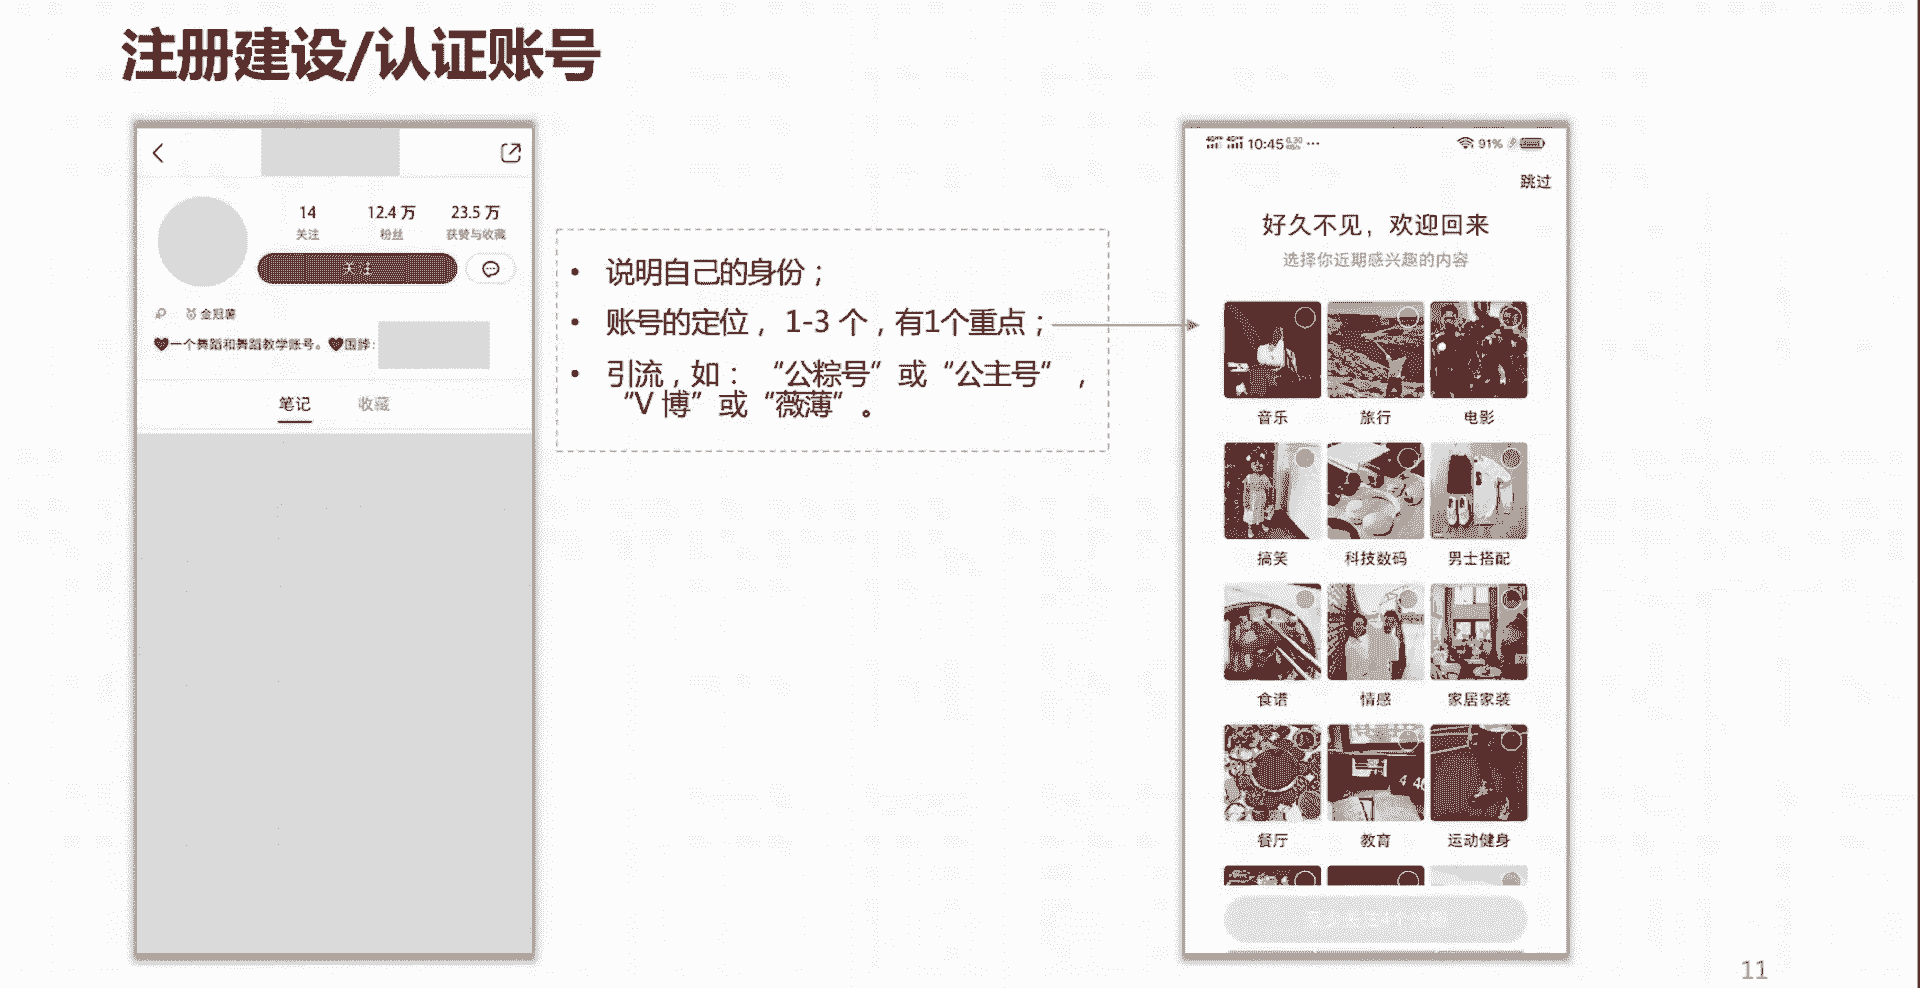 注册建设/认证账号
14
12.4 万
23.5 万
关注
粉丝
获赞与收藏
关注
金冠薯
一个舞蹈和舞蹈教学账号。
围脖:
笔记
收藏
• 说明自己的身份；
• 账号的定位，1-3 个，有1个重点；
• 引流，如： “公粽号”或“公主号”，
“V 博”或“薇薄”。
10:45
91%
跳过
好久不见，欢迎回来
选择你近期感兴趣的内容
音乐
旅行
电影
搞笑
科技数码
男士搭配
食谱
情感
家居家装
餐厅
教育
运动健身
11